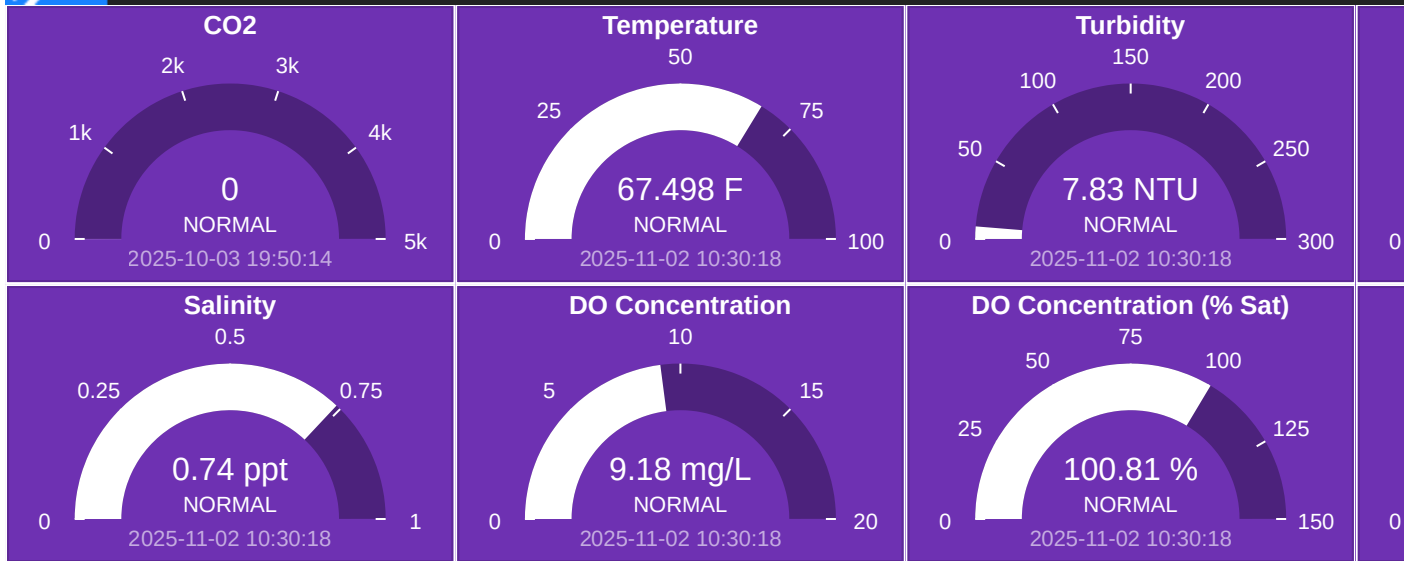 CO2
2k
3k
1k
4k
0
NORMAL
0
5k
2025-10-03 19:50:14
Temperature
50
25
75
67.498 F
NORMAL
0
100
2025-11-02 10:30:18
Turbidity
150
100
200
50
250
7.83 NTU
NORMAL
0
300
2025-11-02 10:30:18
0
Salinity
0.5
0.25
0.75
0.74 ppt
NORMAL
0
1
2025-11-02 10:30:18
DO Concentration
10
5
15
9.18 mg/L
NORMAL
0
20
2025-11-02 10:30:18
DO Concentration (% Sat)
75
50
100
25
125
100.81 %
NORMAL
0
150
2025-11-02 10:30:18
0